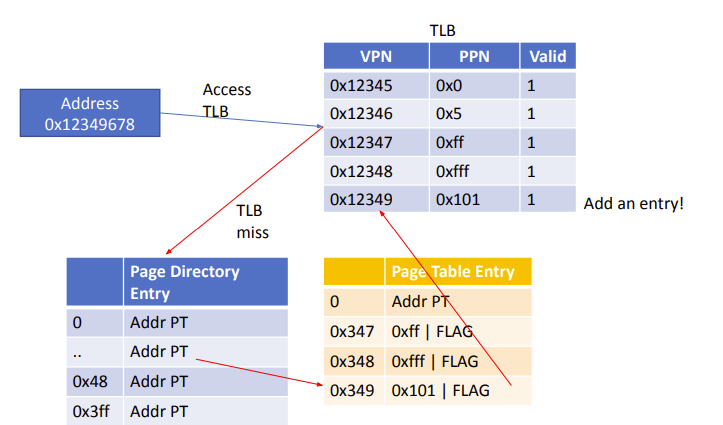 TLB
VPN PPN Valid
0x12345 0x0 1
0x12346 0x5 1
0x12347 0xff 1
0x12348 0xfff 1
0x12349 0x101 1
Add an entry!
Address
0x12349678
Access
TLB
TLB
miss
Page Directory
Entry
0 Addr PT
.. Addr PT
0x48 Addr PT
0x3ff Addr PT
Page Table Entry
0 Addr PT
0x347 0xff | FLAG
0x348 0xfff | FLAG
0x349 0x101 | FLAG